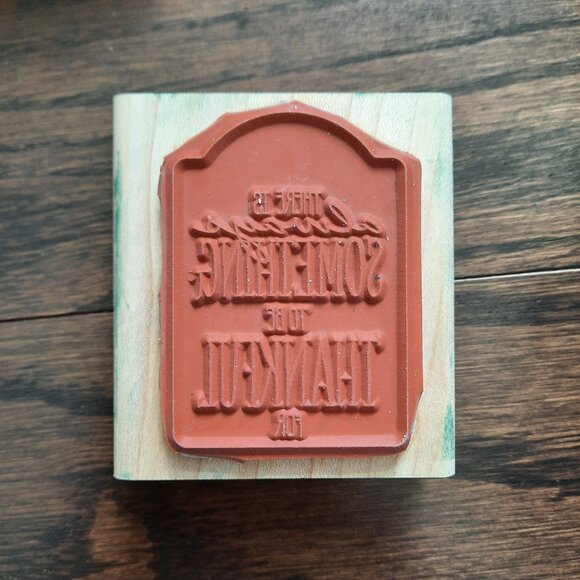 THERE IS
always
SOMETHING
TO BE
THANKFUL
FOR